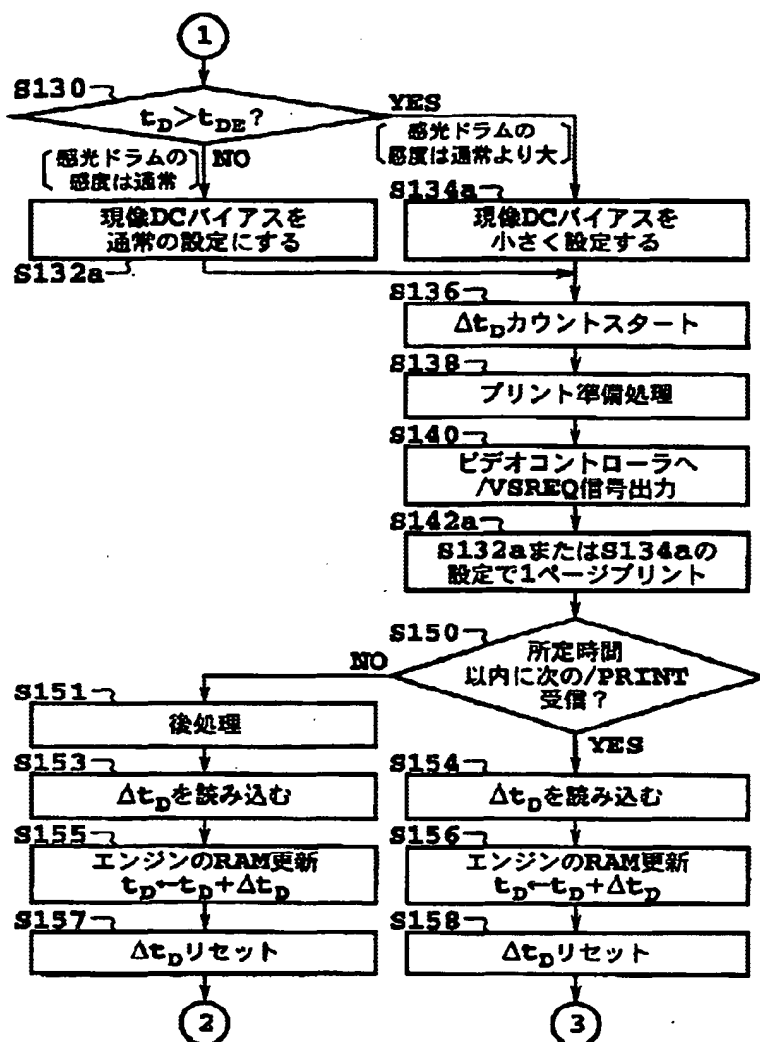 1
S130
tD>tDE?
YES
感光ドラムの
感度は通常より大
感光ドラムの
感度は通常
NO
S134a
現像DCバイアスを
通常の設定にする
現像DCバイアスを
小さく設定する
S132a
S136
ΔtDカウントスタート
S138
プリント準備処理
S140
ビデオコントローラへ
/VSREQ信号出力
S142a
S132aまたはS134aの
設定で1ページプリント
S150
所定時間
以内に次の/PRINT
受信?
NO
YES
S151
後処理
S153
ΔtDを読み込む
S154
ΔtDを読み込む
S155
エンジンのRAM更新
tD←tD+ΔtD
S156
エンジンのRAM更新
tD←tD+ΔtD
S157
ΔtDリセット
S158
ΔtDリセット
2
3